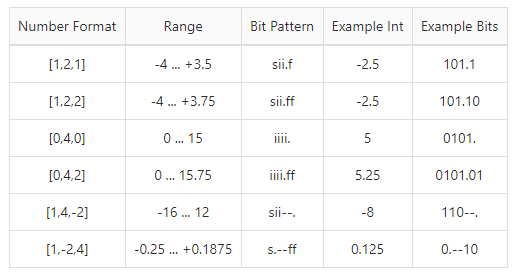 Number Format Range Bit Pattern Example Int Example Bits
[1,2,1] -4 ... +3.5 sii.f -2.5 101.1
[1,2,2] -4 ... +3.75 sii.ff -2.5 101.10
[0,4,0] 0 ... 15 iiii. 5 0101.
[0,4,2] 0 ... 15.75 iiii.ff 5.25 0101.01
[1,4,-2] -16 ... 12 sii--. -8 110--.
[1,-2,4] -0.25 ... +0.1875 s.--ff 0.125 0.--10